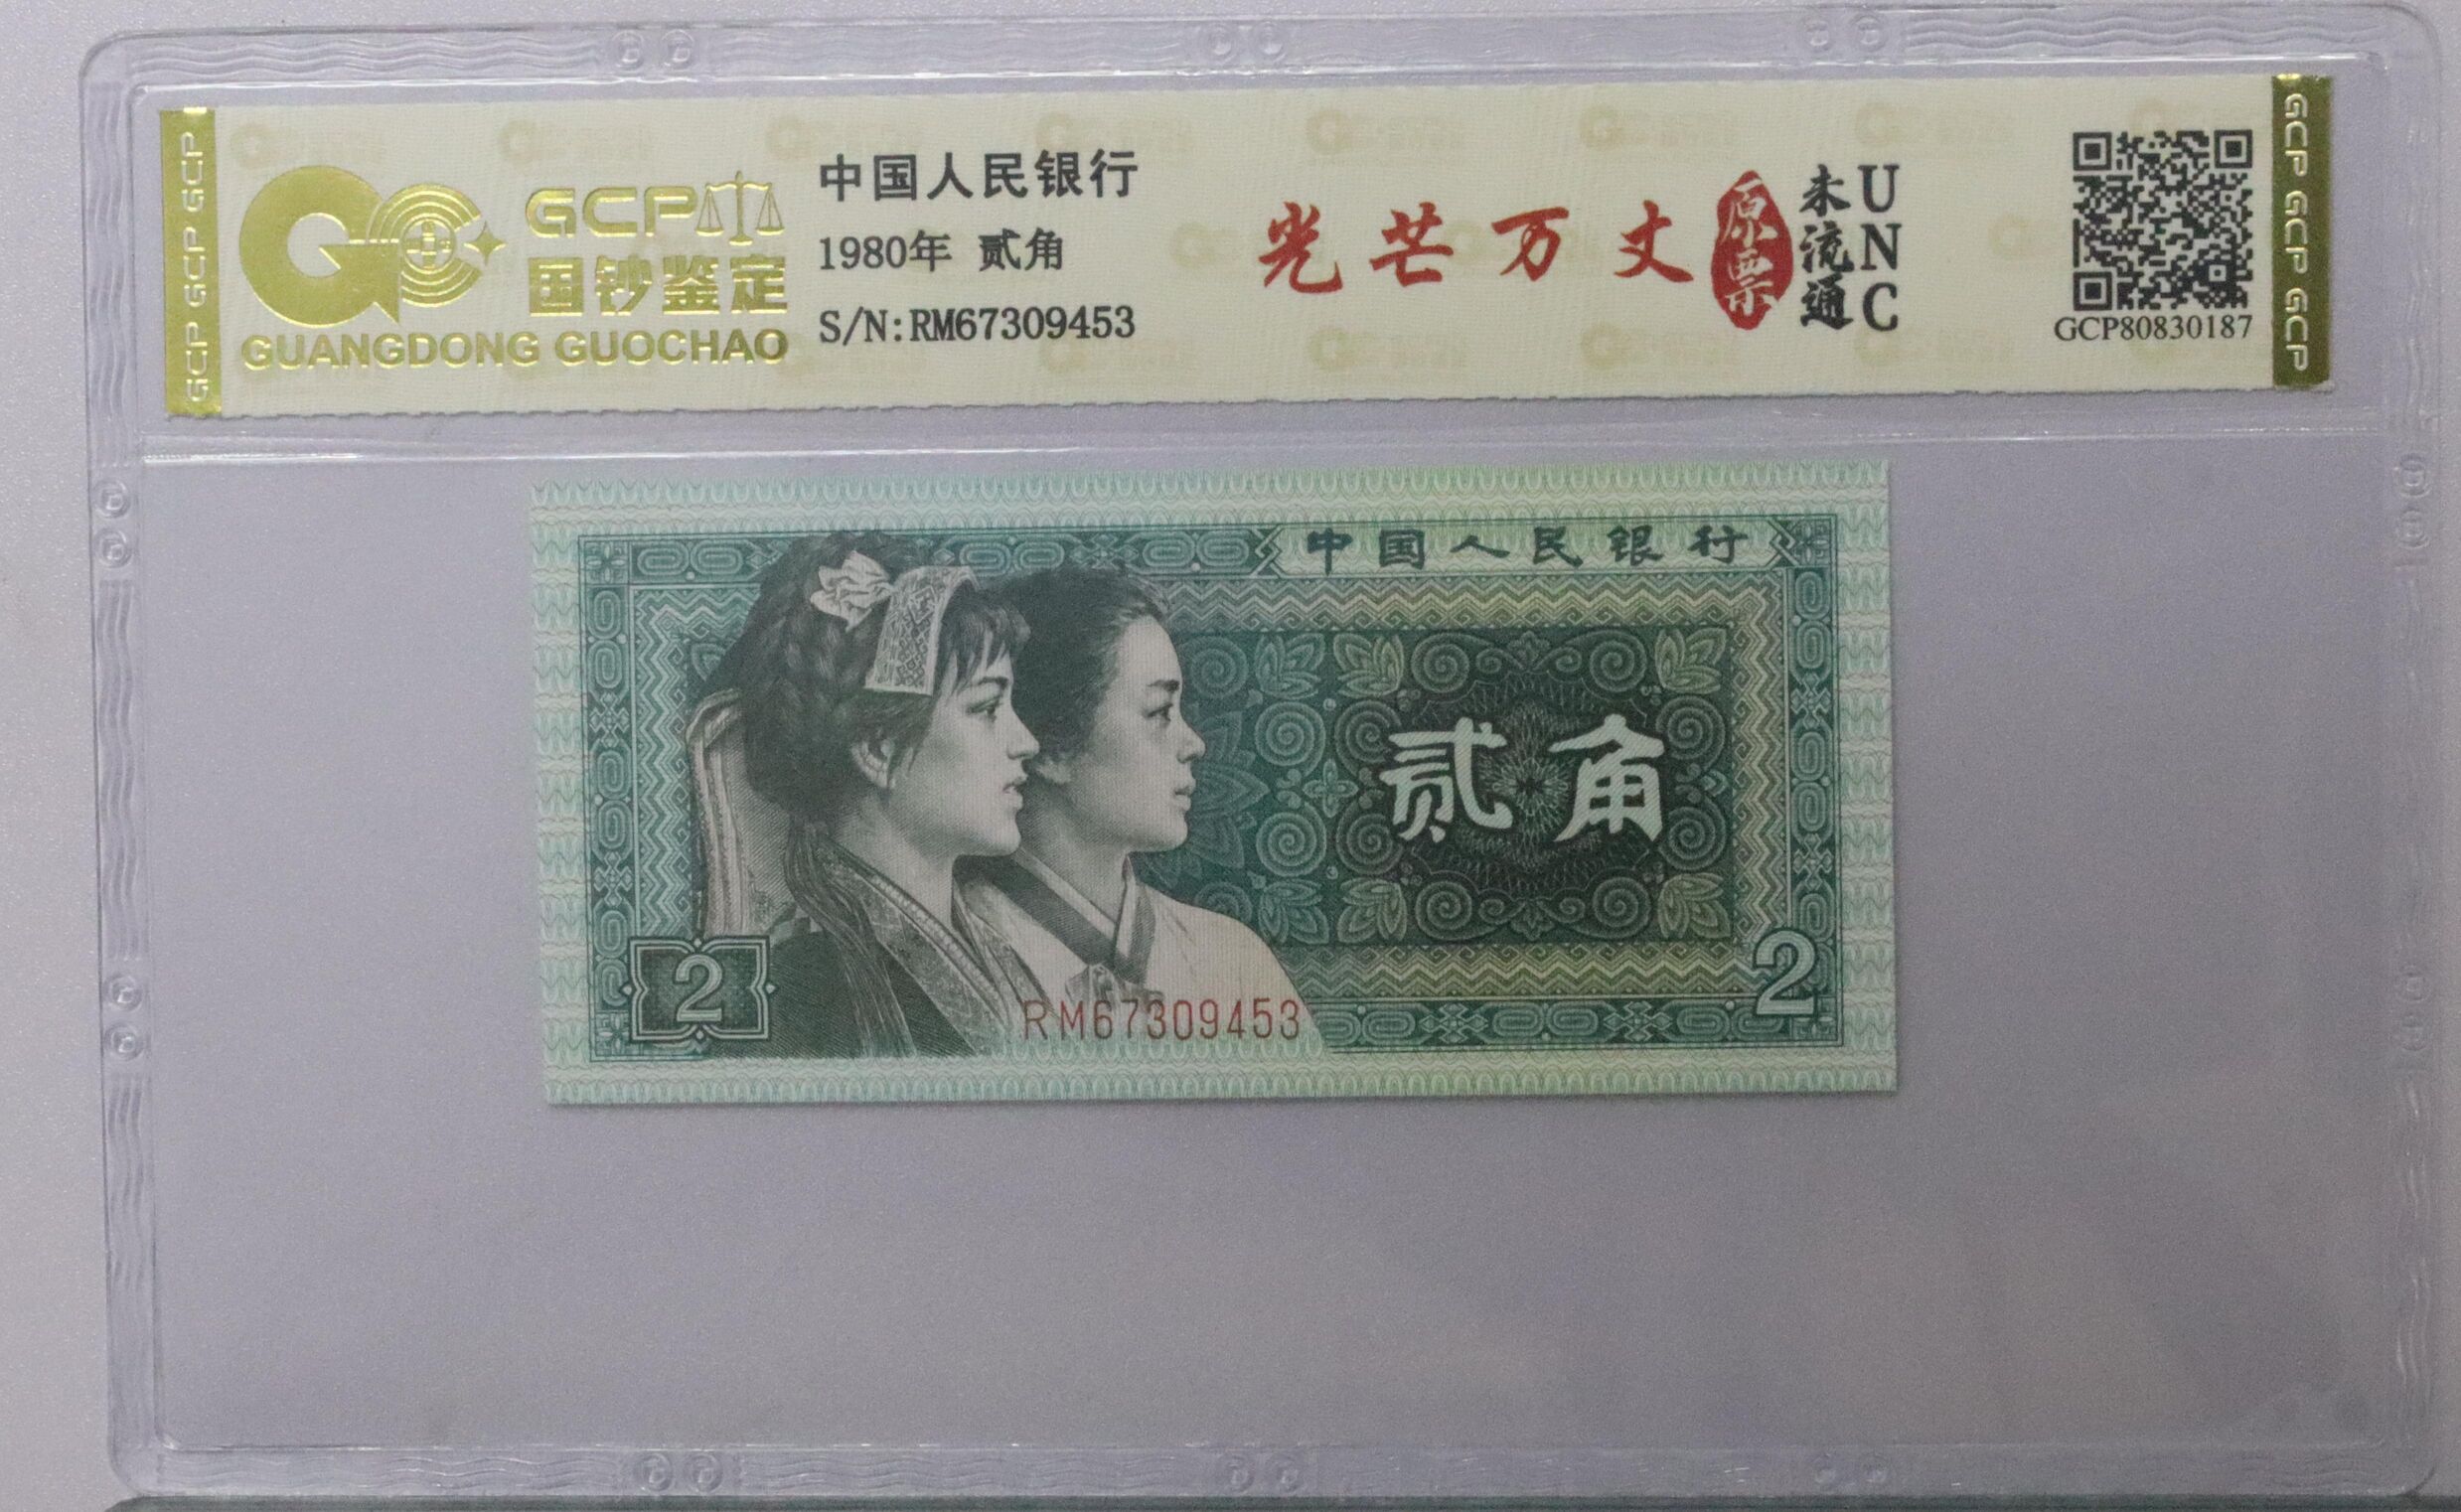 GCP GCP GCP
GCP
国钞鉴定
GUANGDONG GUOCHAO
中国人民银行
1980年 贰角
S/N:RM67309453
光芒万丈
原票
未流通
UNC
GCP80830187
GCP GCP GCP GCP
中国人民银行
贰角
2
RM67309453
2